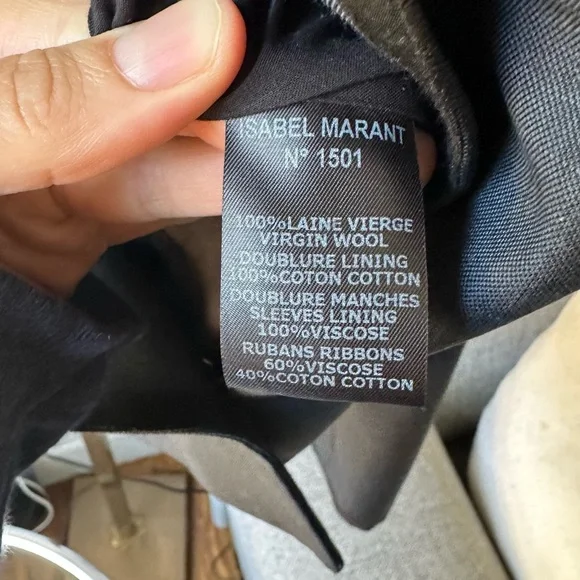 ISABEL MARANT
N° 1501
100%LAINE VIERGE
VIRGIN WOOL
DOUBLURE LINING
100%COTON COTTON
DOUBLURE MANCHES
SLEEVES LINING
100%VISCOSE
RUBANS RIBBONS
60%VISCOSE
40%COTON COTTON